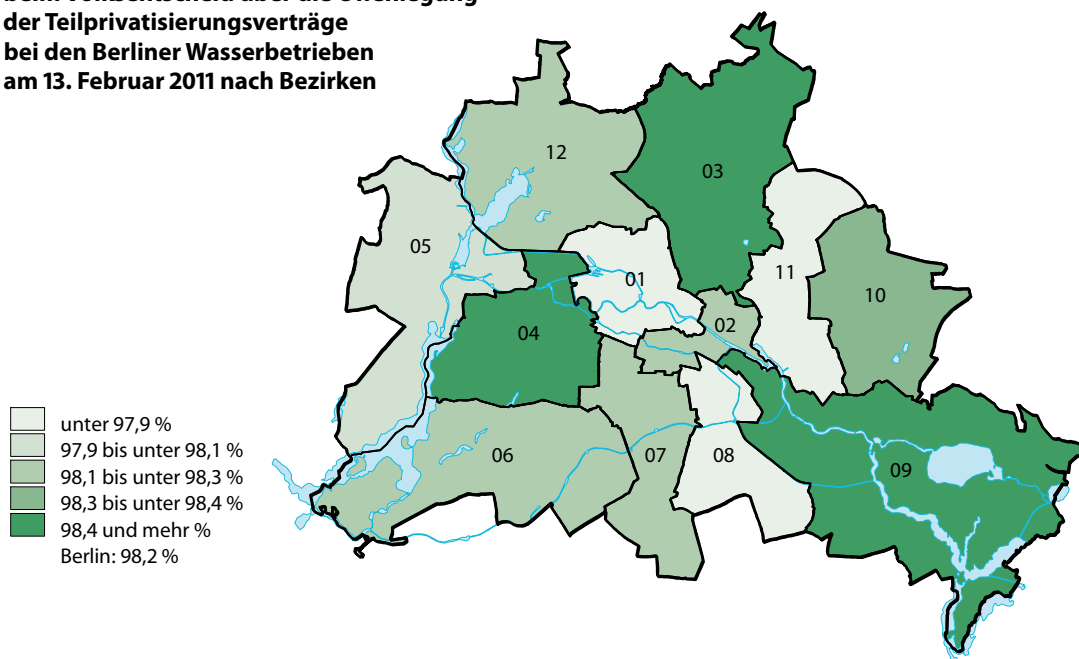 der Teilprivatisierungsverträge
bei den Berliner Wasserbetrieben
am 13. Februar 2011 nach Bezirken
12
03
05
01
11
10
02
04
06
07
08
09
unter 97,9 %
97,9 bis unter 98,1 %
98,1 bis unter 98,3 %
98,3 bis unter 98,4 %
98,4 und mehr %
Berlin: 98,2 %